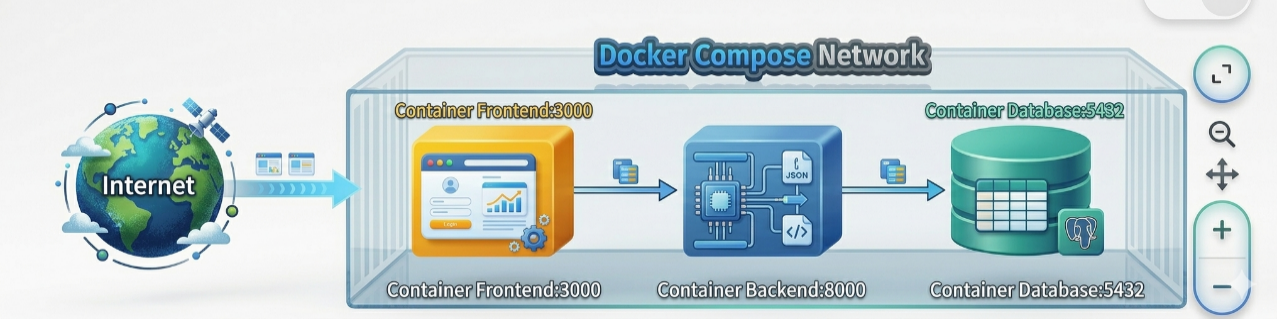 Docker Compose Network
Container Frontend:3000
Container Database:5432
Internet
Login
JSON
</>
Container Frontend:3000
Container Backend:8000
Container Database:5432